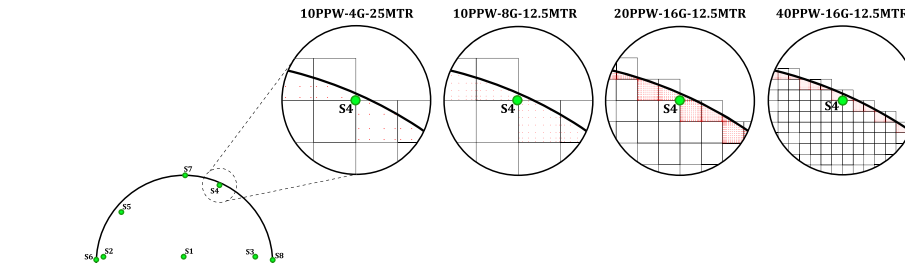 10PPW-4G-25MTR
10PPW-8G-12.5MTR
20PPW-16G-12.5MTR
40PPW-16G-12.5MTR
S4
S4
S4
S4
S7
S4
S5
S6
S2
S1
S3
S8